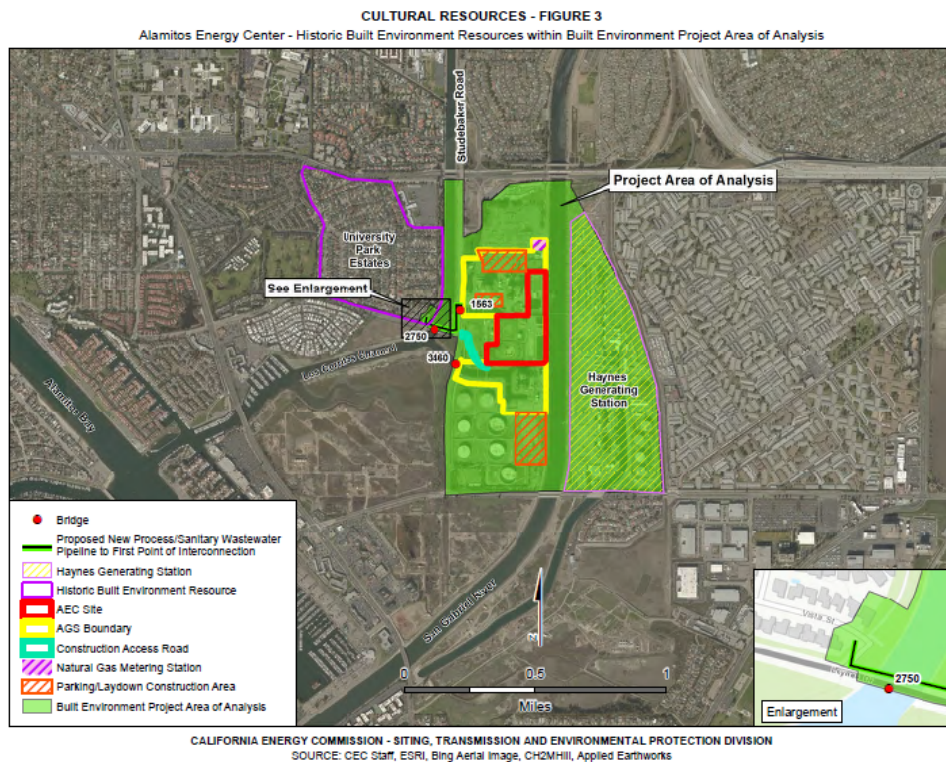 CULTURAL RESOURCES - FIGURE 3
Alamitos Energy Center - Historic Built Environment Resources within Built Environment Project Area of Analysis
Studebaker Road
Project Area of Analysis
University
Park
Estates
See Enlargement
1563
2750
3460
Los Cerritos Channel
Haynes
Generating
Station
Alamitos Bay
San Gabriel River
Bridge
Proposed New Process/Sanitary Wastewater
Pipeline to First Point of Interconnection
Haynes Generating Station
Historic Built Environment Resource
AEC Site
AGS Boundary
Construction Access Road
Natural Gas Metering Station
Parking/Laydown Construction Area
Built Environment Project Area of Analysis
N
0 0.5 1
Miles
Vista St
2750
Enlargement
CALIFORNIA ENERGY COMMISSION - SITING, TRANSMISSION AND ENVIRONMENTAL PROTECTION DIVISION
SOURCE: CEC Staff, ESRI, Bing Aerial Image, CH2MHill, Applied Earthworks